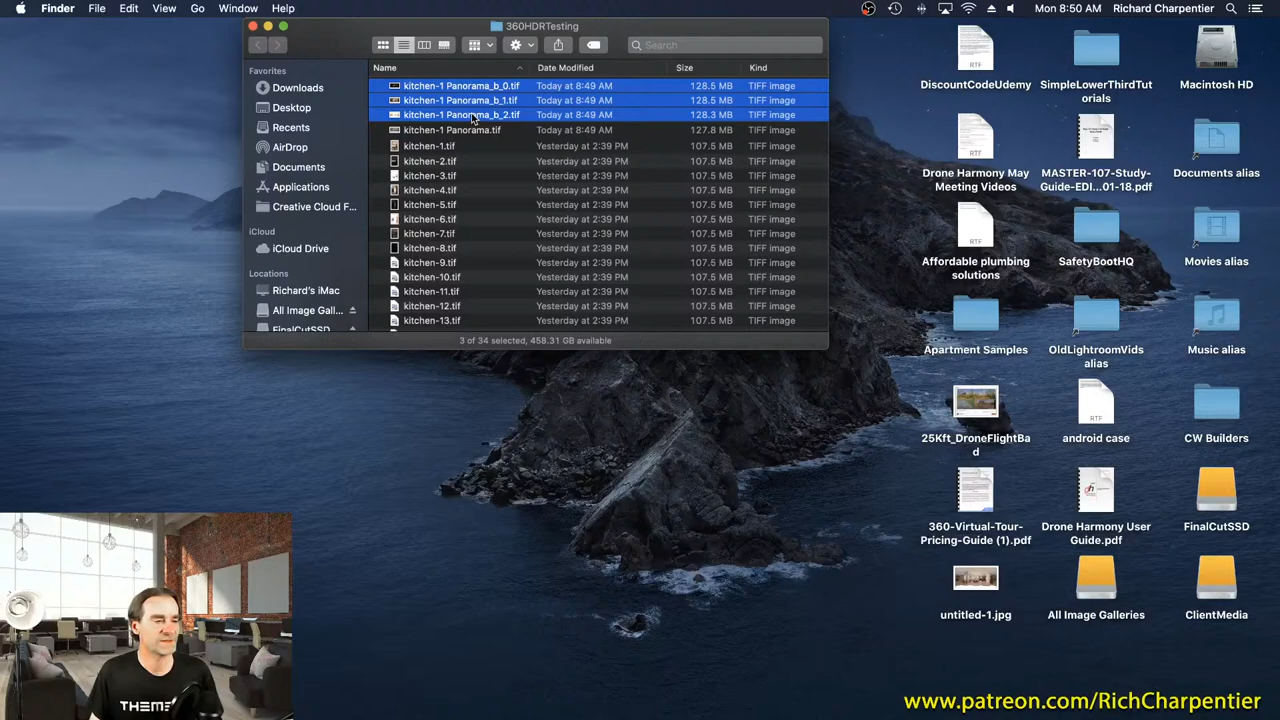 Finder File Edit View Go Window Help
Mon 8:50 AM Richard Charpentier
360HDRTesting
Search
Favorites
Downloads
Desktop
Recents
AirDrop
Documents
Applications
Creative Cloud F...
iCloud
iCloud Drive
Locations
Richard's iMac
All Image Gall...
FinalCutSSD
Name Date Modified Size Kind
kitchen-1 Panorama_b_0.tif Today at 8:49 AM 128.5 MB TIFF image
kitchen-1 Panorama_b_1.tif Today at 8:49 AM 128.5 MB TIFF image
kitchen-1 Panorama_b_2.tif Today at 8:49 AM 128.5 MB TIFF image
kitchen-1 Panorama.tif Today at 8:49 AM 128.5 MB TIFF image
kitchen-1.tif Yesterday at 2:39 PM 107.5 MB TIFF image
kitchen-2.tif Yesterday at 2:39 PM 107.5 MB TIFF image
kitchen-3.tif Yesterday at 2:39 PM 107.5 MB TIFF image
kitchen-4.tif Yesterday at 2:39 PM 107.5 MB TIFF image
kitchen-5.tif Yesterday at 2:39 PM 107.5 MB TIFF image
kitchen-6.tif Yesterday at 2:39 PM 107.5 MB TIFF image
kitchen-7.tif Yesterday at 2:39 PM 107.5 MB TIFF image
kitchen-8.tif Yesterday at 2:39 PM 107.5 MB TIFF image
kitchen-9.tif Yesterday at 2:39 PM 107.5 MB TIFF image
kitchen-10.tif Yesterday at 2:39 PM 107.5 MB TIFF image
kitchen-11.tif Yesterday at 2:39 PM 107.5 MB TIFF image
kitchen-12.tif Yesterday at 2:39 PM 107.5 MB TIFF image
kitchen-13.tif Yesterday at 2:39 PM 107.5 MB TIFF image
3 of 34 selected, 458.31 GB available
DiscountCodeUdemy
SimpleLowerThirdTut
orials
Macintosh HD
RTF
Drone Harmony May
Meeting Videos
MASTER-107-Study-
Guide-EDI...01-18.pdf
Documents alias
RTF
Affordable plumbing
solutions
SafetyBootHQ
Movies alias
Apartment Samples
OldLightroomVids
alias
Music alias
25Kft_DroneFlightBa
d
RTF
android case
CW Builders
360-Virtual-Tour-
Pricing-Guide (1).pdf
Drone Harmony User
Guide.pdf
FinalCutSSD
untitled-1.jpg
All Image Galleries
ClientMedia
THEM
www.patreon.com/RichCharpentier